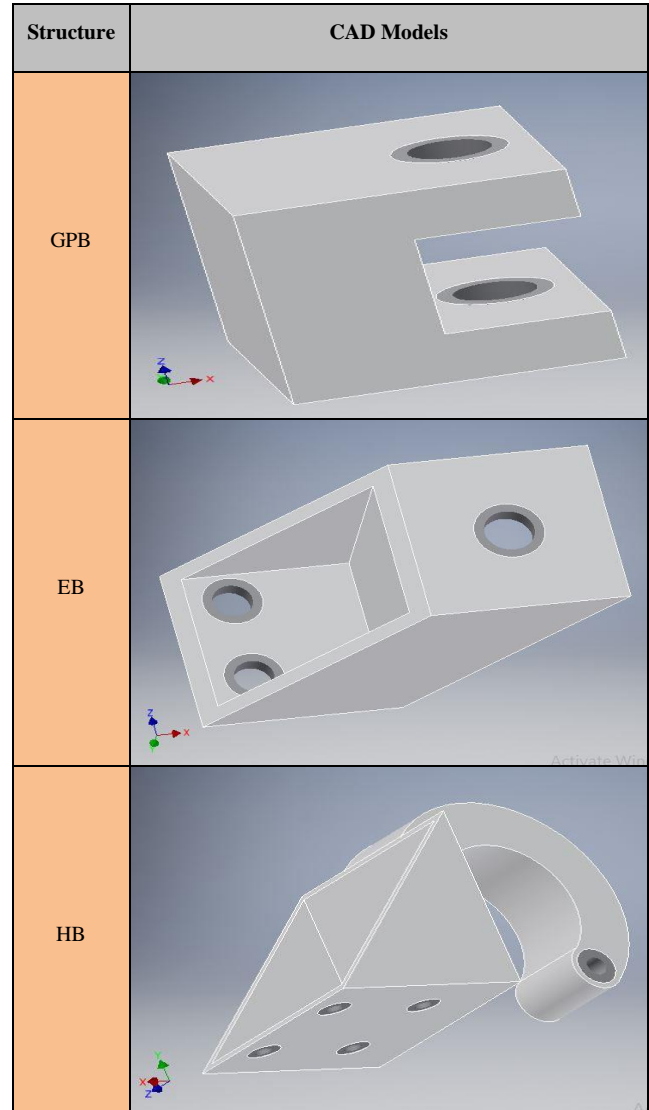 Structure CAD Models
GPB
Z
X
EB
Z
X
Y
Activate Win
HB
Y
X
Z
A